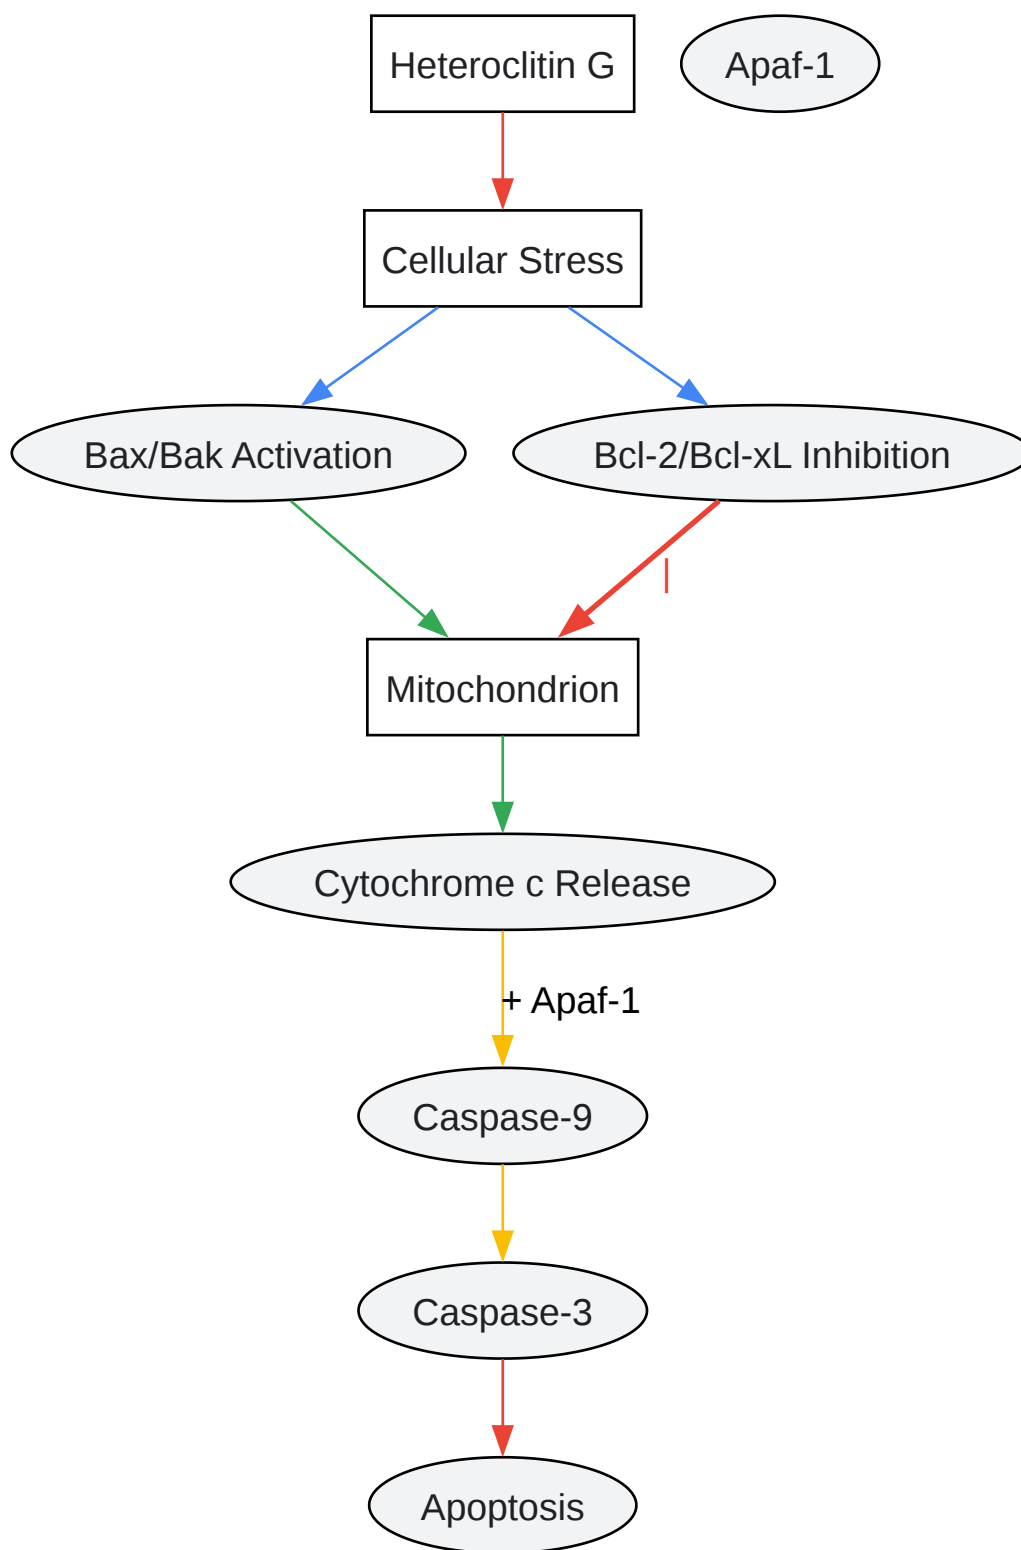 Heteroclitin G
Apaf-1
Cellular Stress
Bax/Bak Activation
Bcl-2/Bcl-xL Inhibition
|
Mitochondrion
Cytochrome c Release
+ Apaf-1
Caspase-9
Caspase-3
Apoptosis